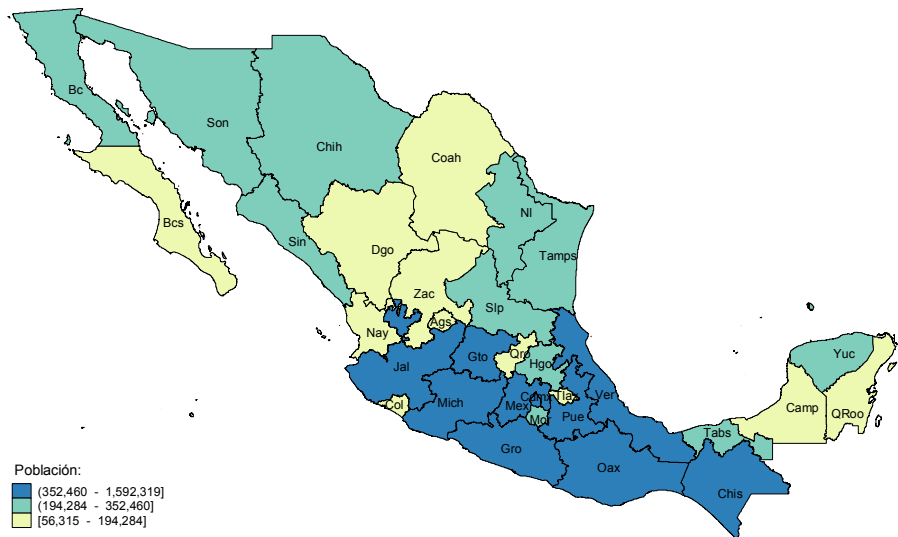 Bc
Son
Chih
Coah
Bcs
Nl
Sin
Dgo
Tamps
Zac
Slp
Ags
Nay
Yuc
Qro
Gto
Hgo
Jal
Cdmx
Tlax
Ver
Col
Mich
Mex
Mor
Pue
Camp
QRoo
Tabs
Gro
Oax
Chis
Población:
(352,460 - 1,592,319]
(194,284 - 352,460]
[56,315 - 194,284]